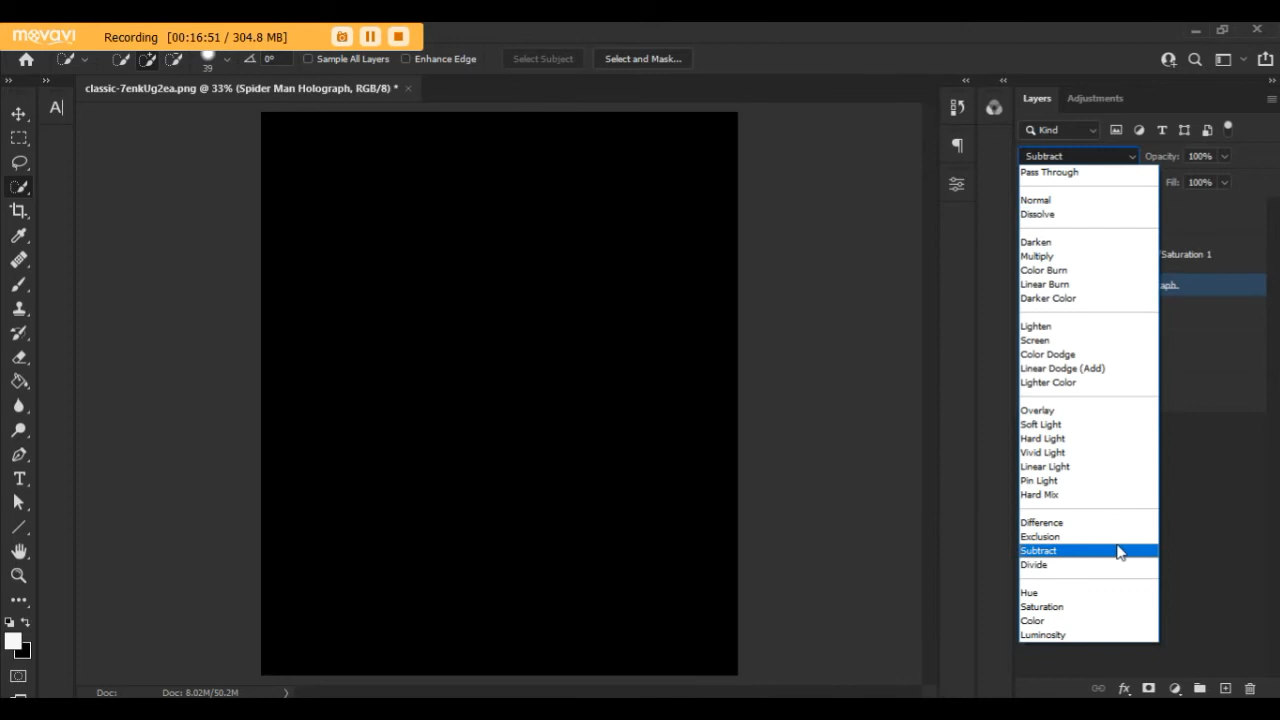 movavi
Recording [00:16:51 / 304.8 MB]
39
0°
Sample All Layers
Enhance Edge
Select Subject
Select and Mask...
classic-7enkUg2ea.png @ 33% (Spider Man Holograph, RGB/8) *
A
Layers
Adjustments
Kind
Subtract
Opacity: 100%
Fill: 100%
Pass Through
Normal
Dissolve
Darken
Multiply
Color Burn
Linear Burn
Darker Color
Lighten
Screen
Color Dodge
Linear Dodge (Add)
Lighter Color
Overlay
Soft Light
Hard Light
Vivid Light
Linear Light
Pin Light
Hard Mix
Difference
Exclusion
Subtract
Divide
Hue
Saturation
Color
Luminosity
/Saturation 1
aph
T
fx
Doc:
Doc: 8.02M/50.2M